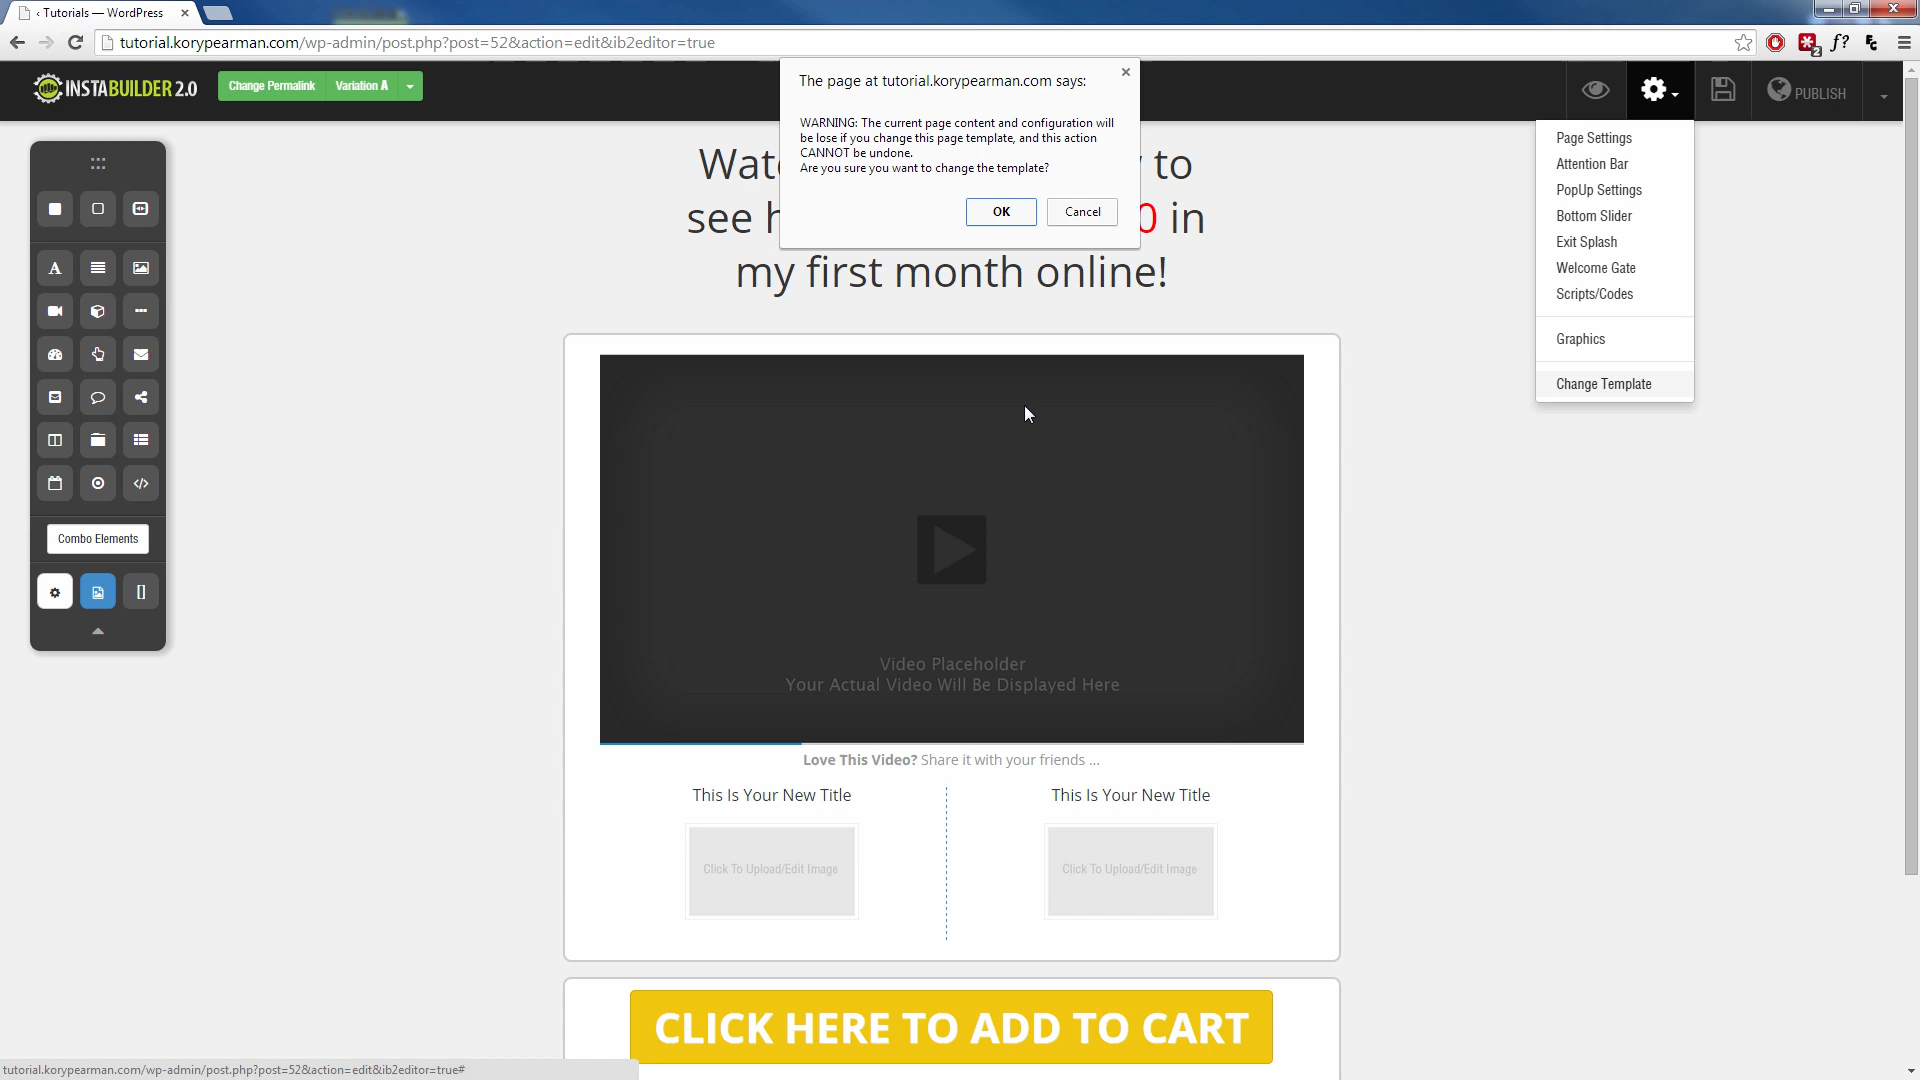 ‹ Tutorials — WordPress
tutorial.korypearman.com/wp-admin/post.php?post=52&action=edit&ib2editor=true
2
f?
INSTABUILDER 2.0
Change Permalink
Variation A
PUBLISH
The page at tutorial.korypearman.com says:
WARNING: The current page content and configuration will
be lose if you change this page template, and this action
CANNOT be undone.
Are you sure you want to change the template?
OK
Cancel
Page Settings
Attention Bar
PopUp Settings
Bottom Slider
Exit Splash
Welcome Gate
Scripts/Codes
Graphics
Change Template
to
see 0 in
my first month online!
A
Combo Elements
Video Placeholder
Your Actual Video Will Be Displayed Here
Love This Video? Share it with your friends ...
This Is Your New Title
This Is Your New Title
Click To Upload/Edit Image
Click To Upload/Edit Image
CLICK HERE TO ADD TO CART
tutorial.korypearman.com/wp-admin/post.php?post=52&action=edit&ib2editor=true#